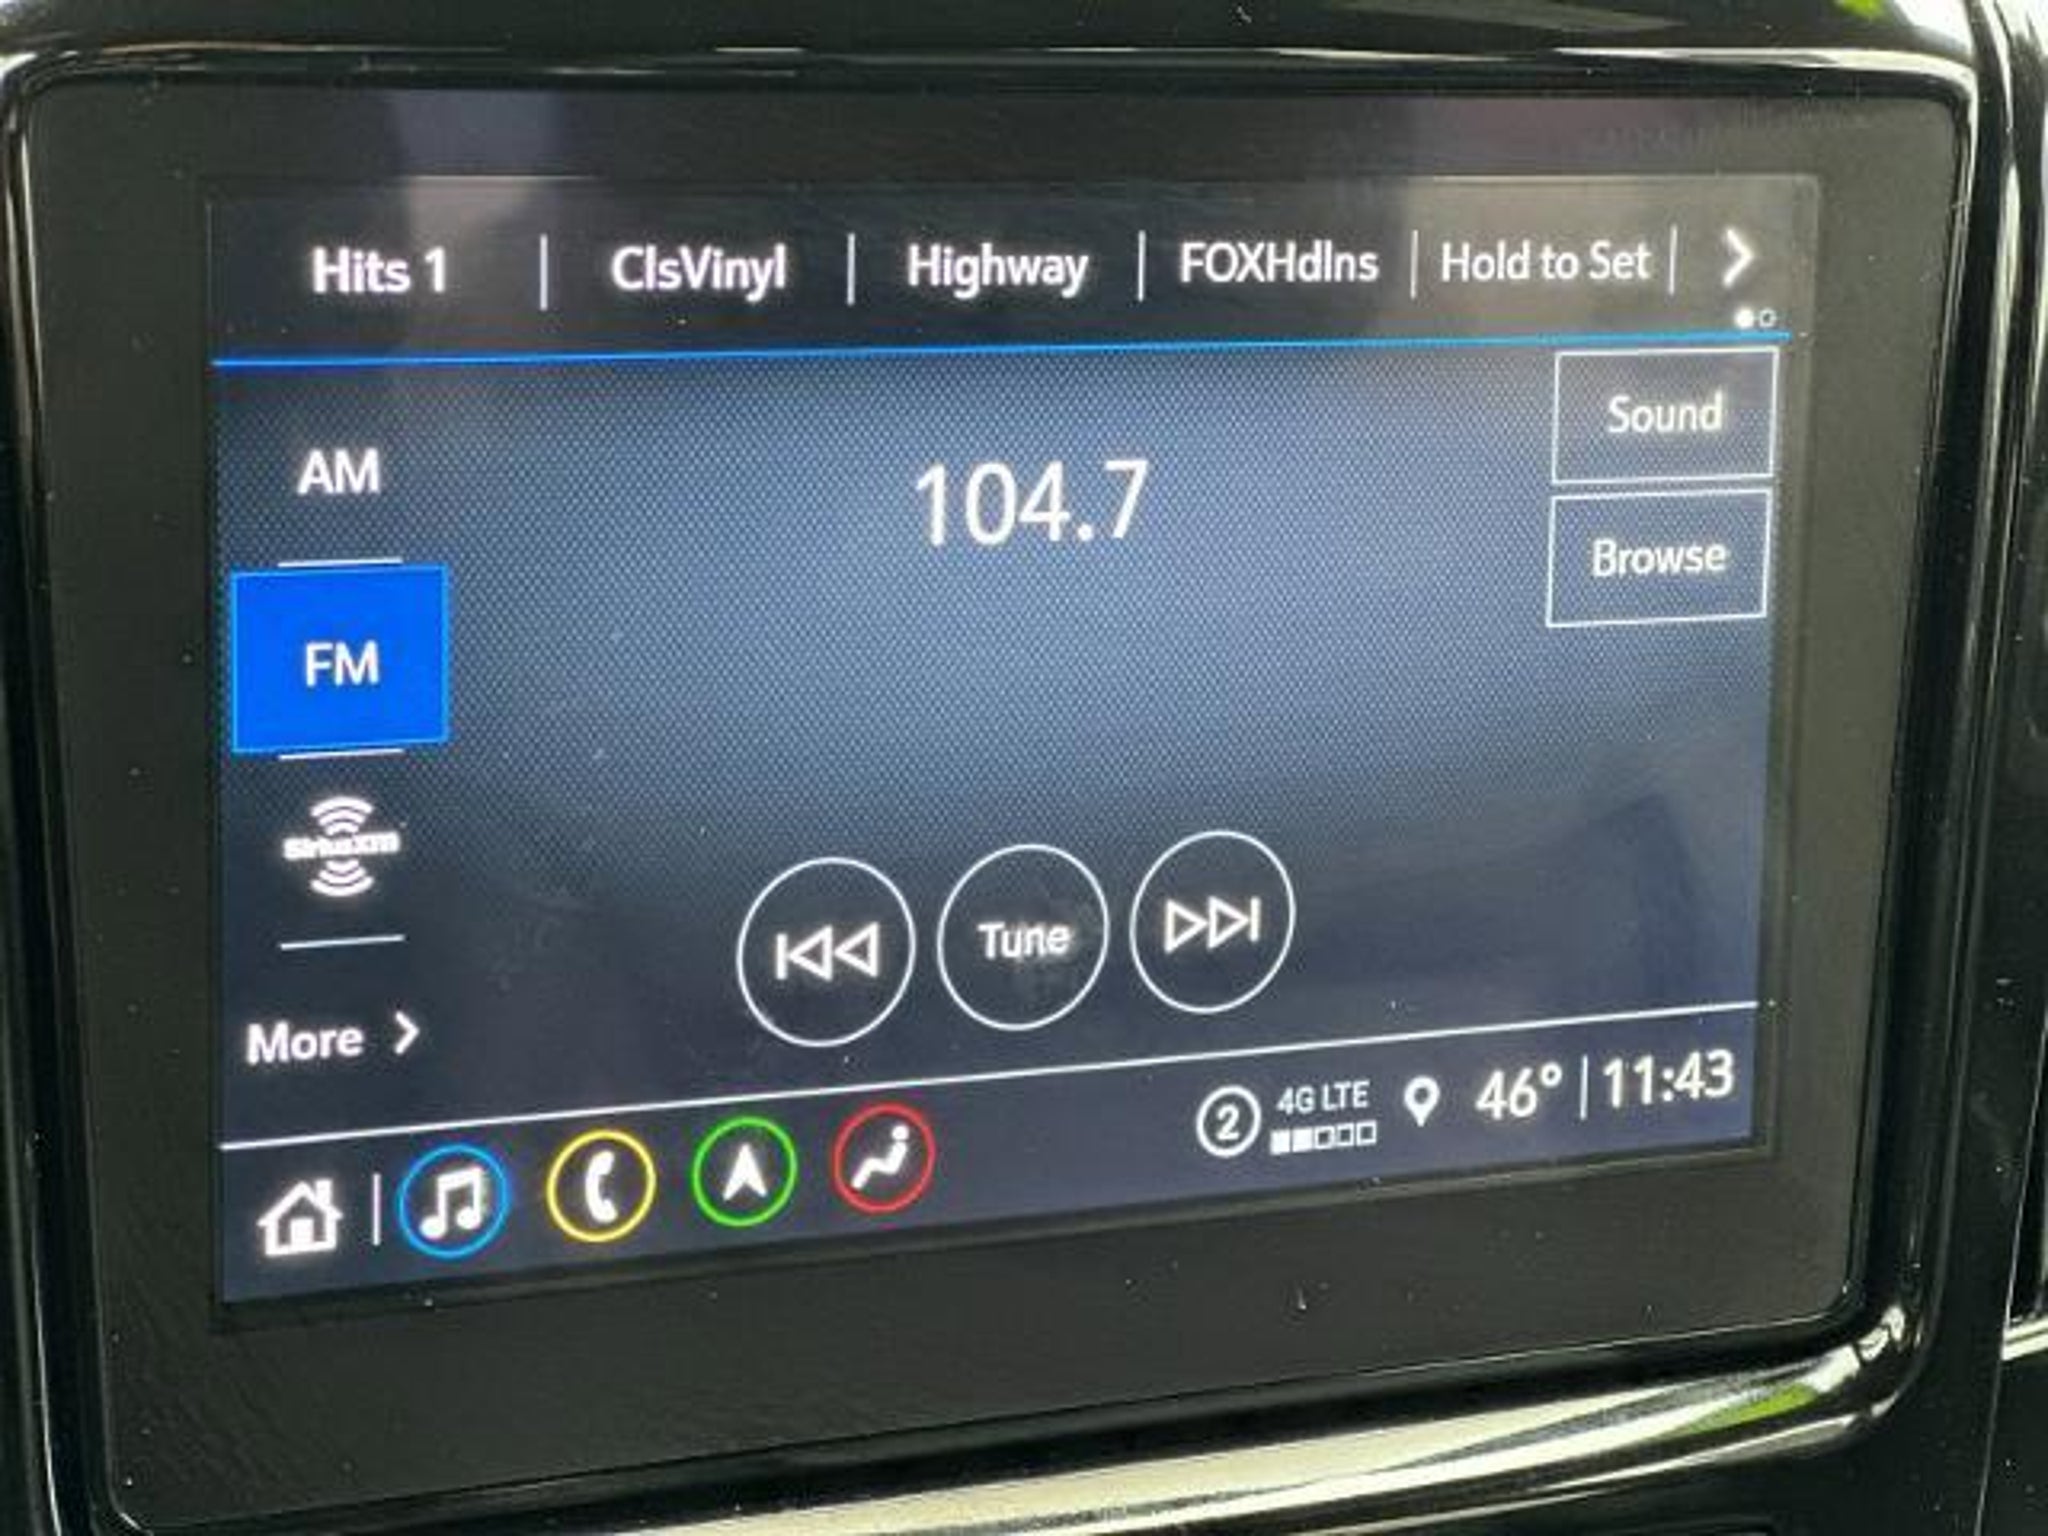 Hits 1 | ClsVinyl | Highway | FOXHdlns | Hold to Set |
Sound
AM
104.7
Browse
FM
SiriusXM
Tune
More
2 4G LTE 46° | 11:43